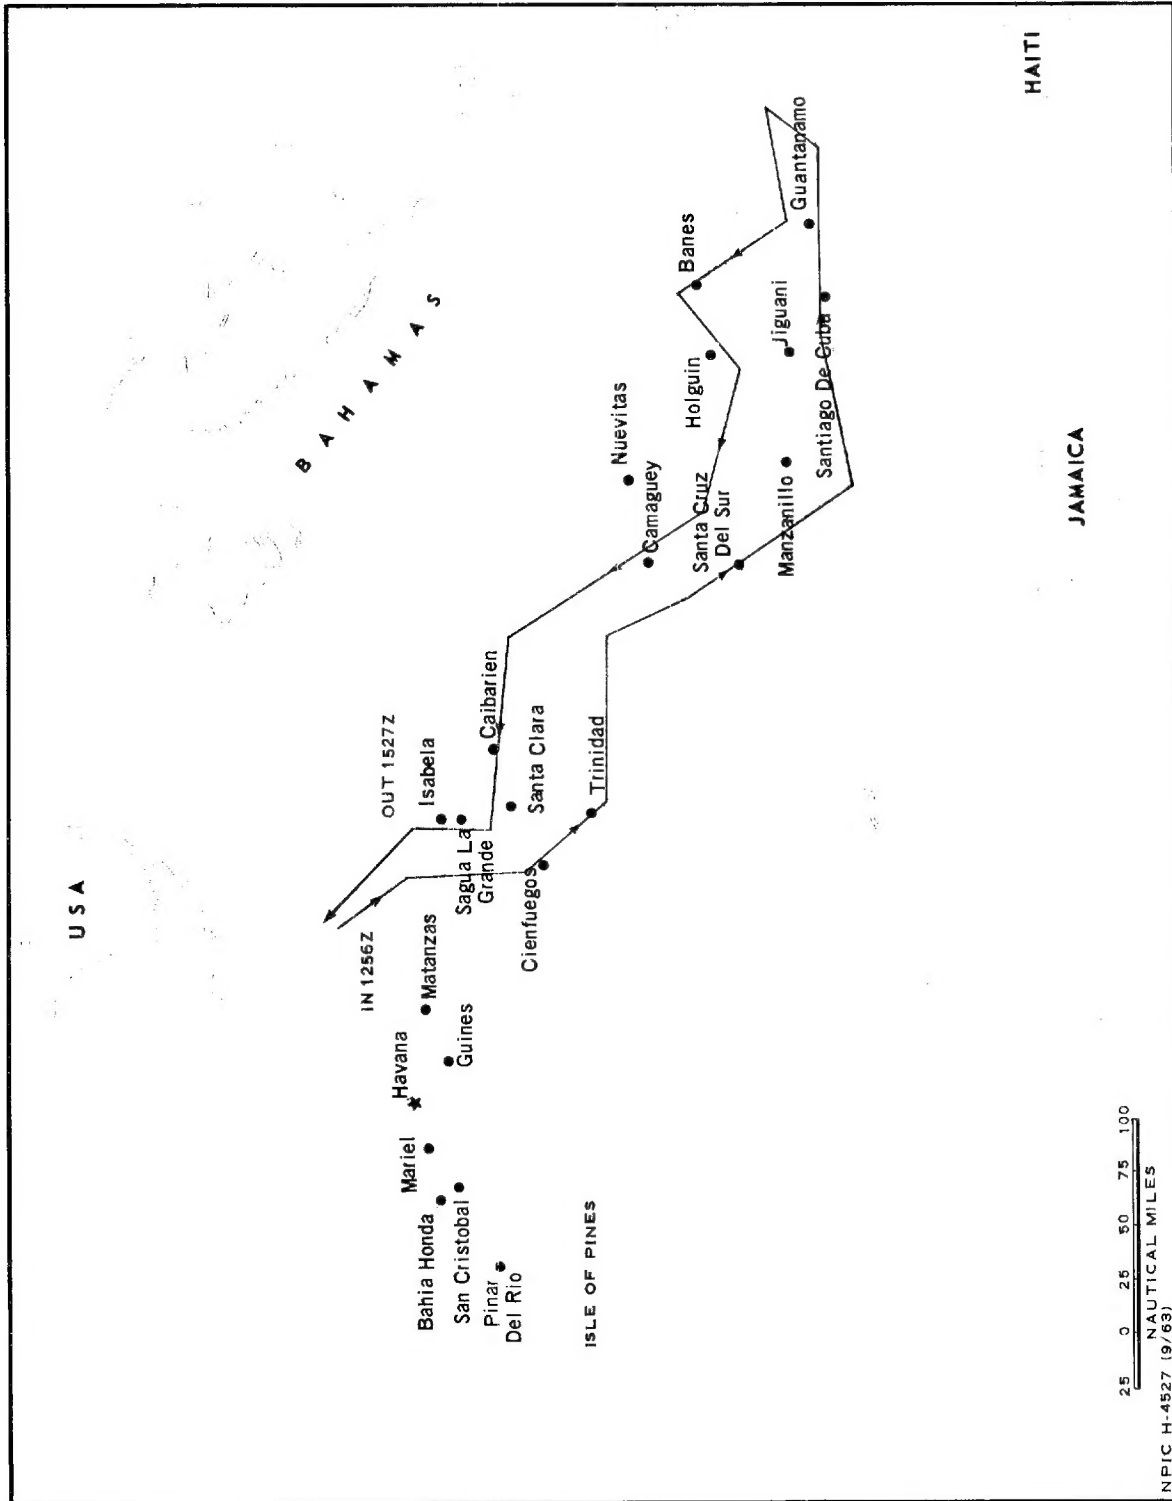 USA
BAHAMAS
HAITI
JAMAICA
IN 1256Z
OUT 1527Z
Havana
Mariel
Matanzas
Guines
Bahia Honda
San Cristobal
Pinar
Del Rio
ISLE OF PINES
Isabela
Sagua La
Grande
Caibarien
Santa Clara
Cienfuegos
Trinidad
Nuevitas
Camaguey
Santa Cruz
Del Sur
Holguin
Banes
Manzanillo
Jiguani
Santiago De Cuba
Guantanamo
25 0 25 50 75 100
NAUTICAL MILES
NPIC H-4527 (9/63)